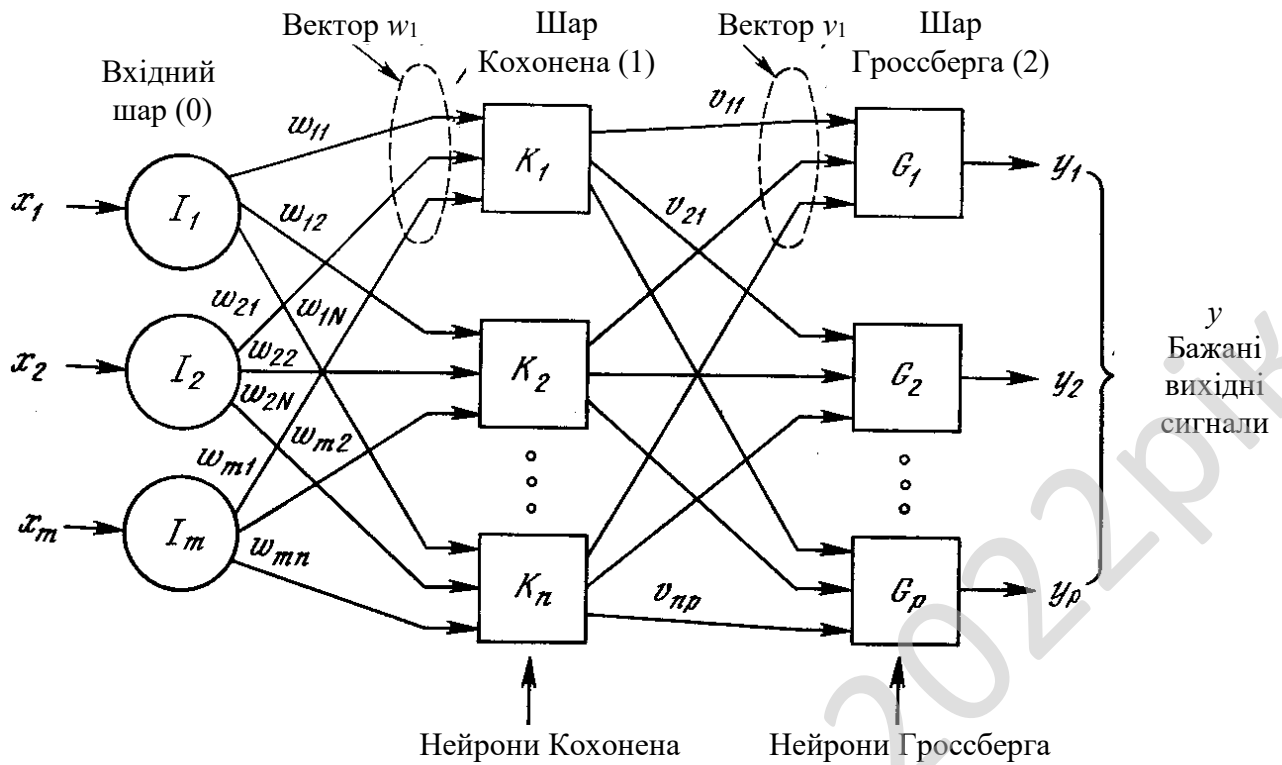 Вектор w₁
Шар
Кохонена (1)
Вектор v₁
Шар
Гроссберга (2)
Вхідний
шар (0)
w₁₁
v₁₁
K₁
G₁
y₁
x₁
I₁
w₁₂
v₂₁
w₂₁
w₁N
y
Бажані
вихідні
сигнали
x₂
I₂
w₂₂
K₂
G₂
y₂
w₂N
wm₁
wm₂
xm
Im
wmn
Kn
vnp
Gp
yp
Нейрони Кохонена
Нейрони Гроссберга
2022рік